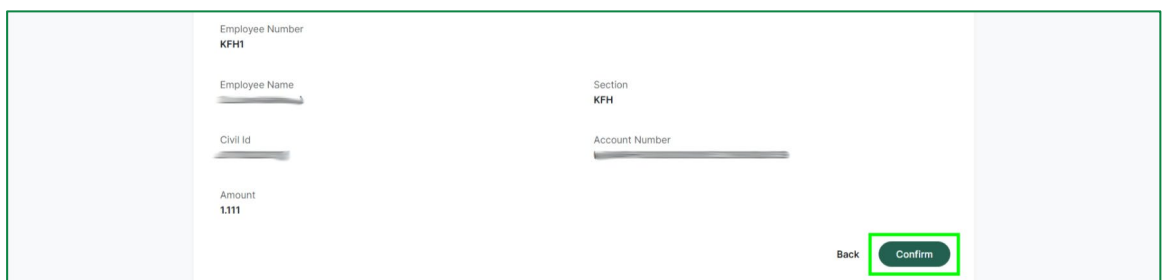 Employee Number
KFH1
Employee Name
Section
KFH
Civil Id
Account Number
Amount
1.111
Back
Confirm